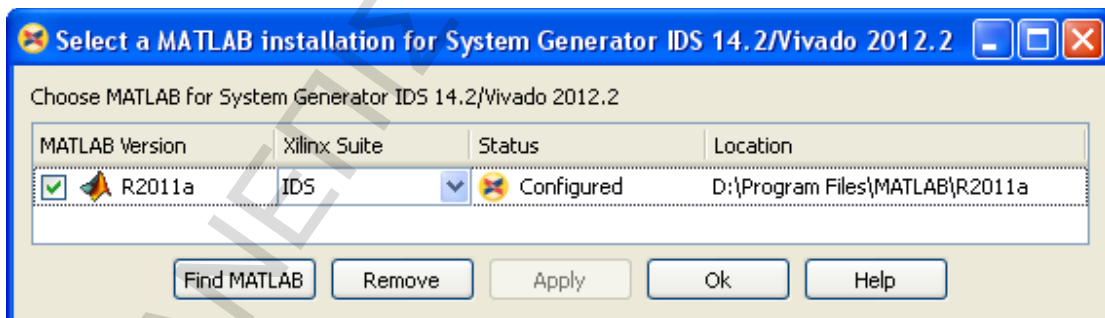 Select a MATLAB installation for System Generator IDS 14.2/Vivado 2012.2
Choose MATLAB for System Generator IDS 14.2/Vivado 2012.2
MATLAB Version Xilinx Suite Status Location
R2011a IDS Configured D:\Program Files\MATLAB\R2011a
Find MATLAB Remove Apply Ok Help